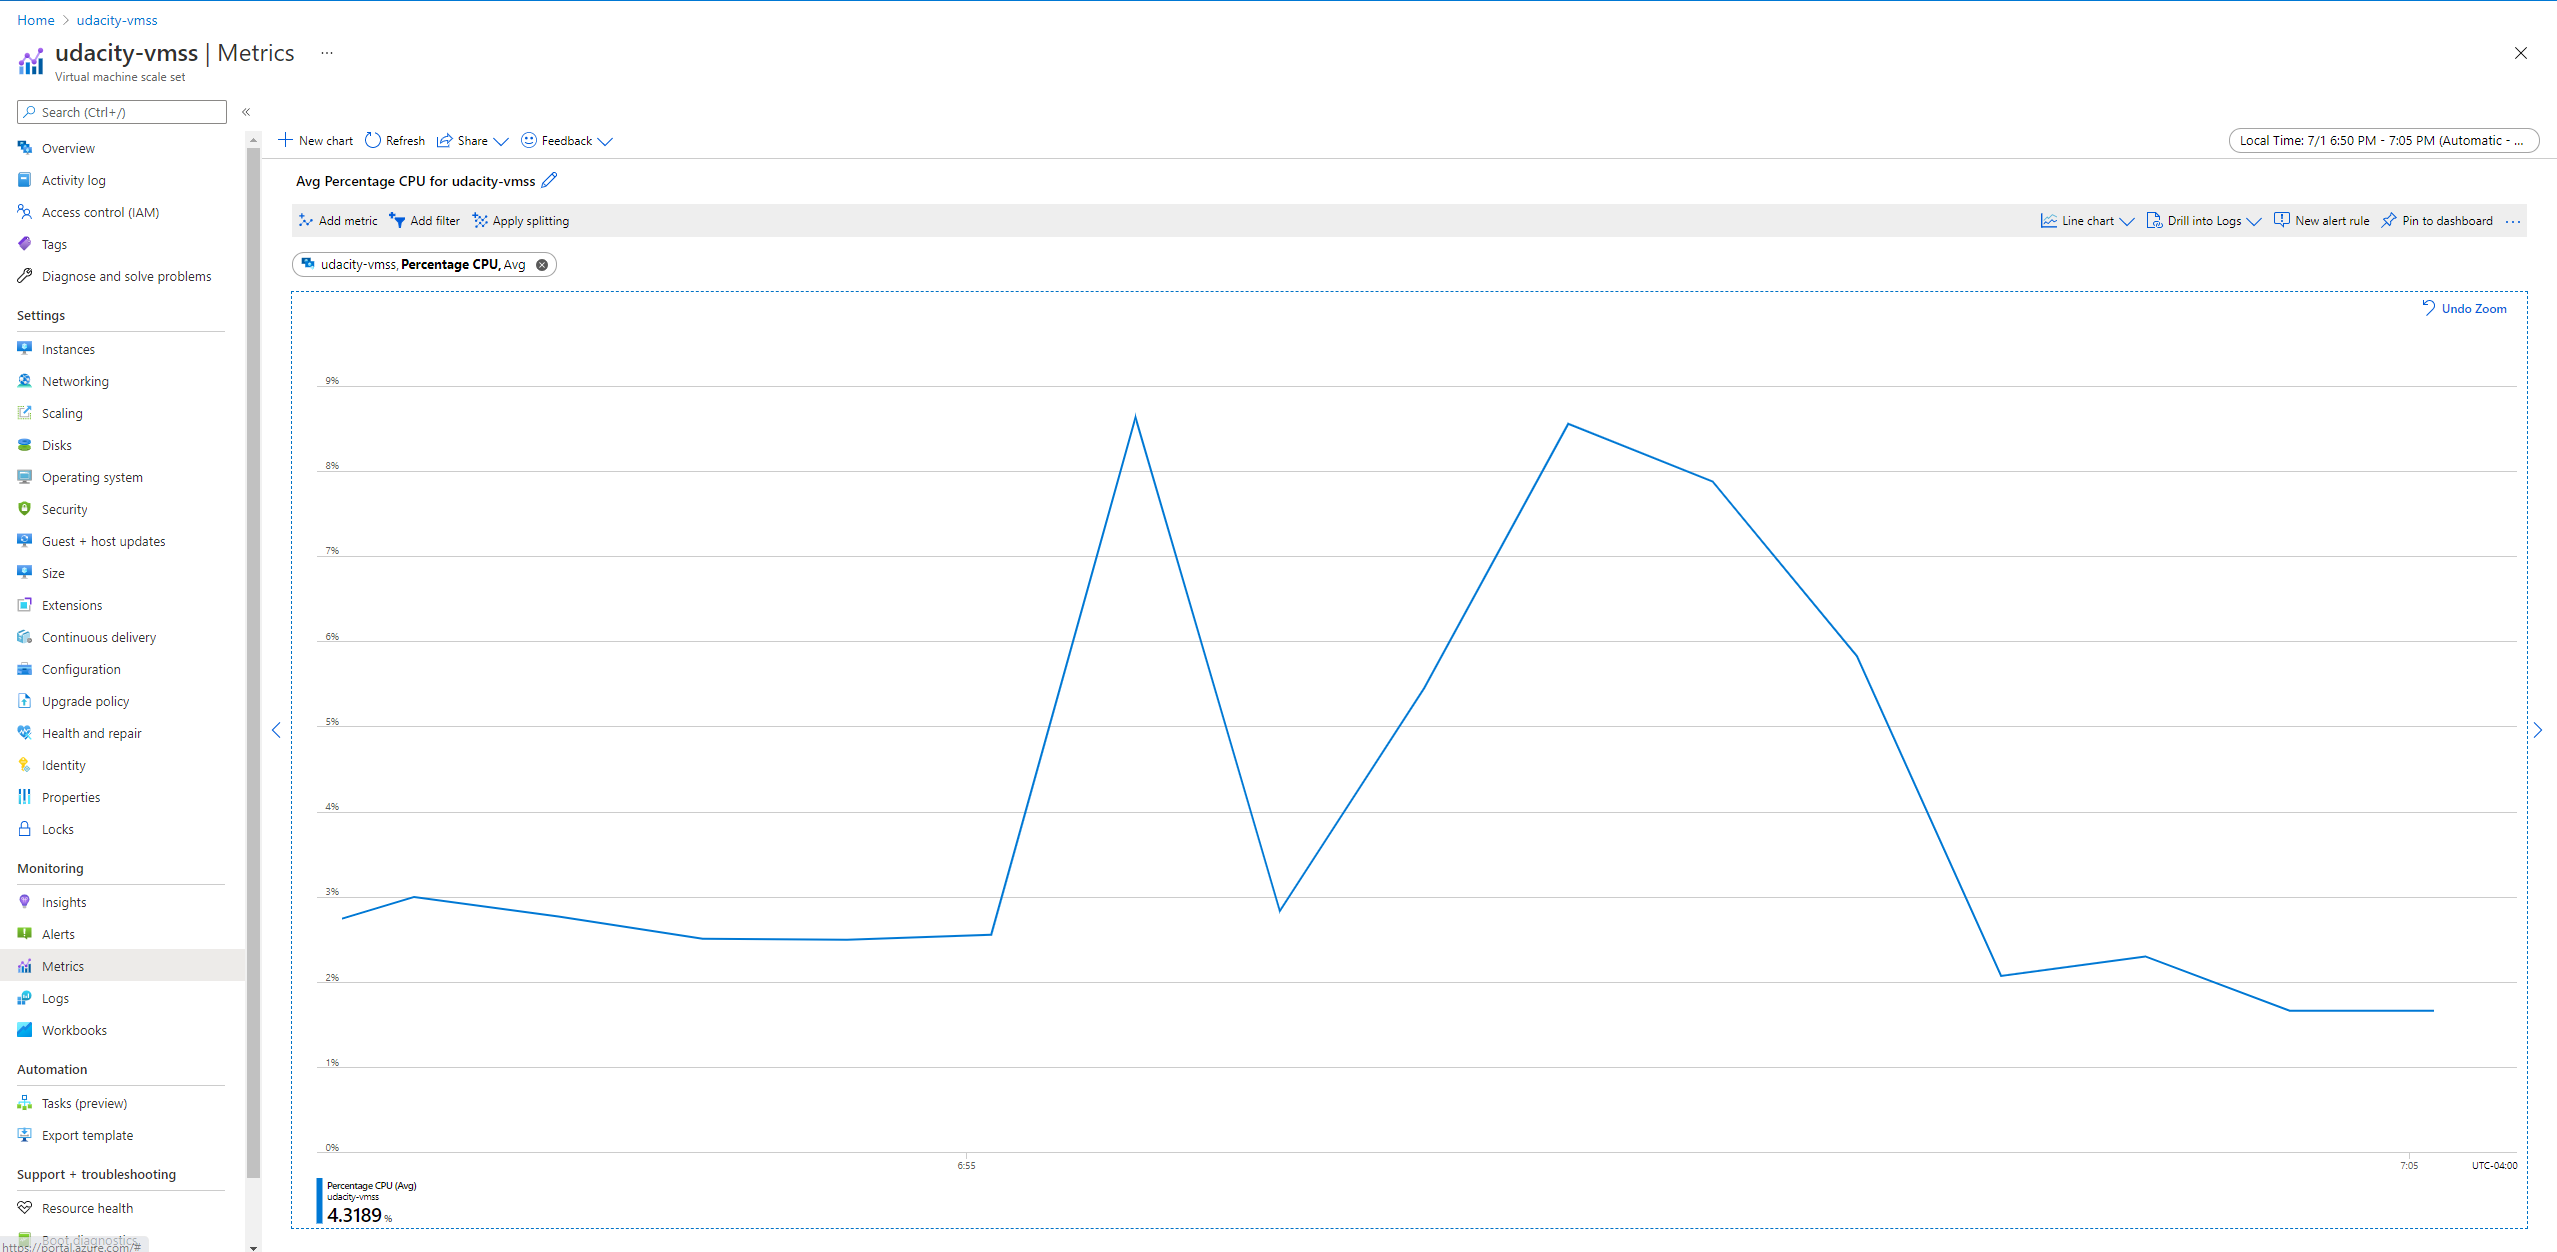 Home > udacity-vmss
udacity-vmss | Metrics ...
Virtual machine scale set
Search (Ctrl+/)
«
Overview
Activity log
Access control (IAM)
Tags
Diagnose and solve problems
Settings
Instances
Networking
Scaling
Disks
Operating system
Security
Guest + host updates
Size
Extensions
Continuous delivery
Configuration
Upgrade policy
Health and repair
Identity
Properties
Locks
Monitoring
Insights
Alerts
Metrics
Logs
Workbooks
Automation
Tasks (preview)
Export template
Support + troubleshooting
Resource health
Boot diagnostics
https://portal.azure.com/#
New chart Refresh Share Feedback
Local Time: 7/1 6:50 PM - 7:05 PM (Automatic - ...
Avg Percentage CPU for udacity-vmss
Add metric Add filter Apply splitting
Line chart Drill into Logs New alert rule Pin to dashboard ...
udacity-vmss, Percentage CPU, Avg
Undo Zoom
9%
8%
7%
6%
5%
4%
3%
2%
1%
0%
6:55 7:05 UTC-04:00
Percentage CPU (Avg)
udacity-vmss
4.3189 %